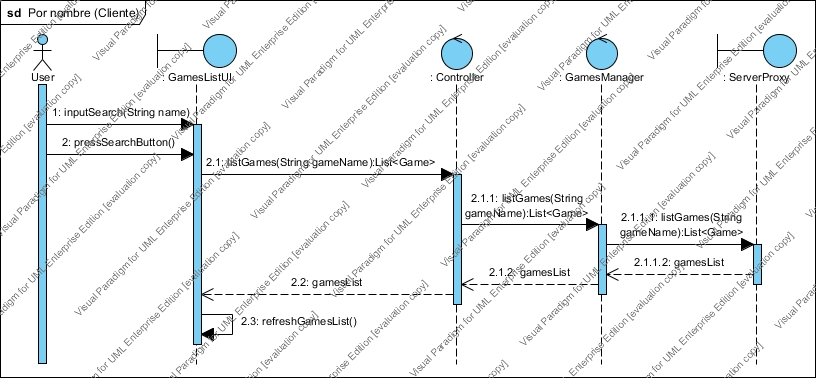 sd Por nombre (Cliente)
User
: GamesListUI
: Controller
: GamesManager
: ServerProxy
1: inputSearch(String name)
2: pressSearchButton()
2.1: listGames(String gameName):List<Game>
2.1.1: listGames(String
gameName):List<Game>
2.1.1.1: listGames(String
gameName):List<Game>
2.1.1.2: gamesList
2.1.2: gamesList
2.2: gamesList
2.3: refreshGamesList()
Visual Paradigm for UML Enterprise Edition [evaluation copy]